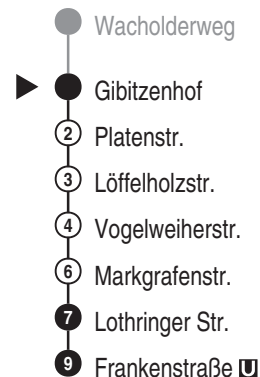 Wacholderweg
Gibitzenhof
2 Platenstr.
3 Löffelholzstr.
4 Vogelweiherstr.
6 Markgrafenstr.
7 Lothringer Str.
9 Frankenstraße U